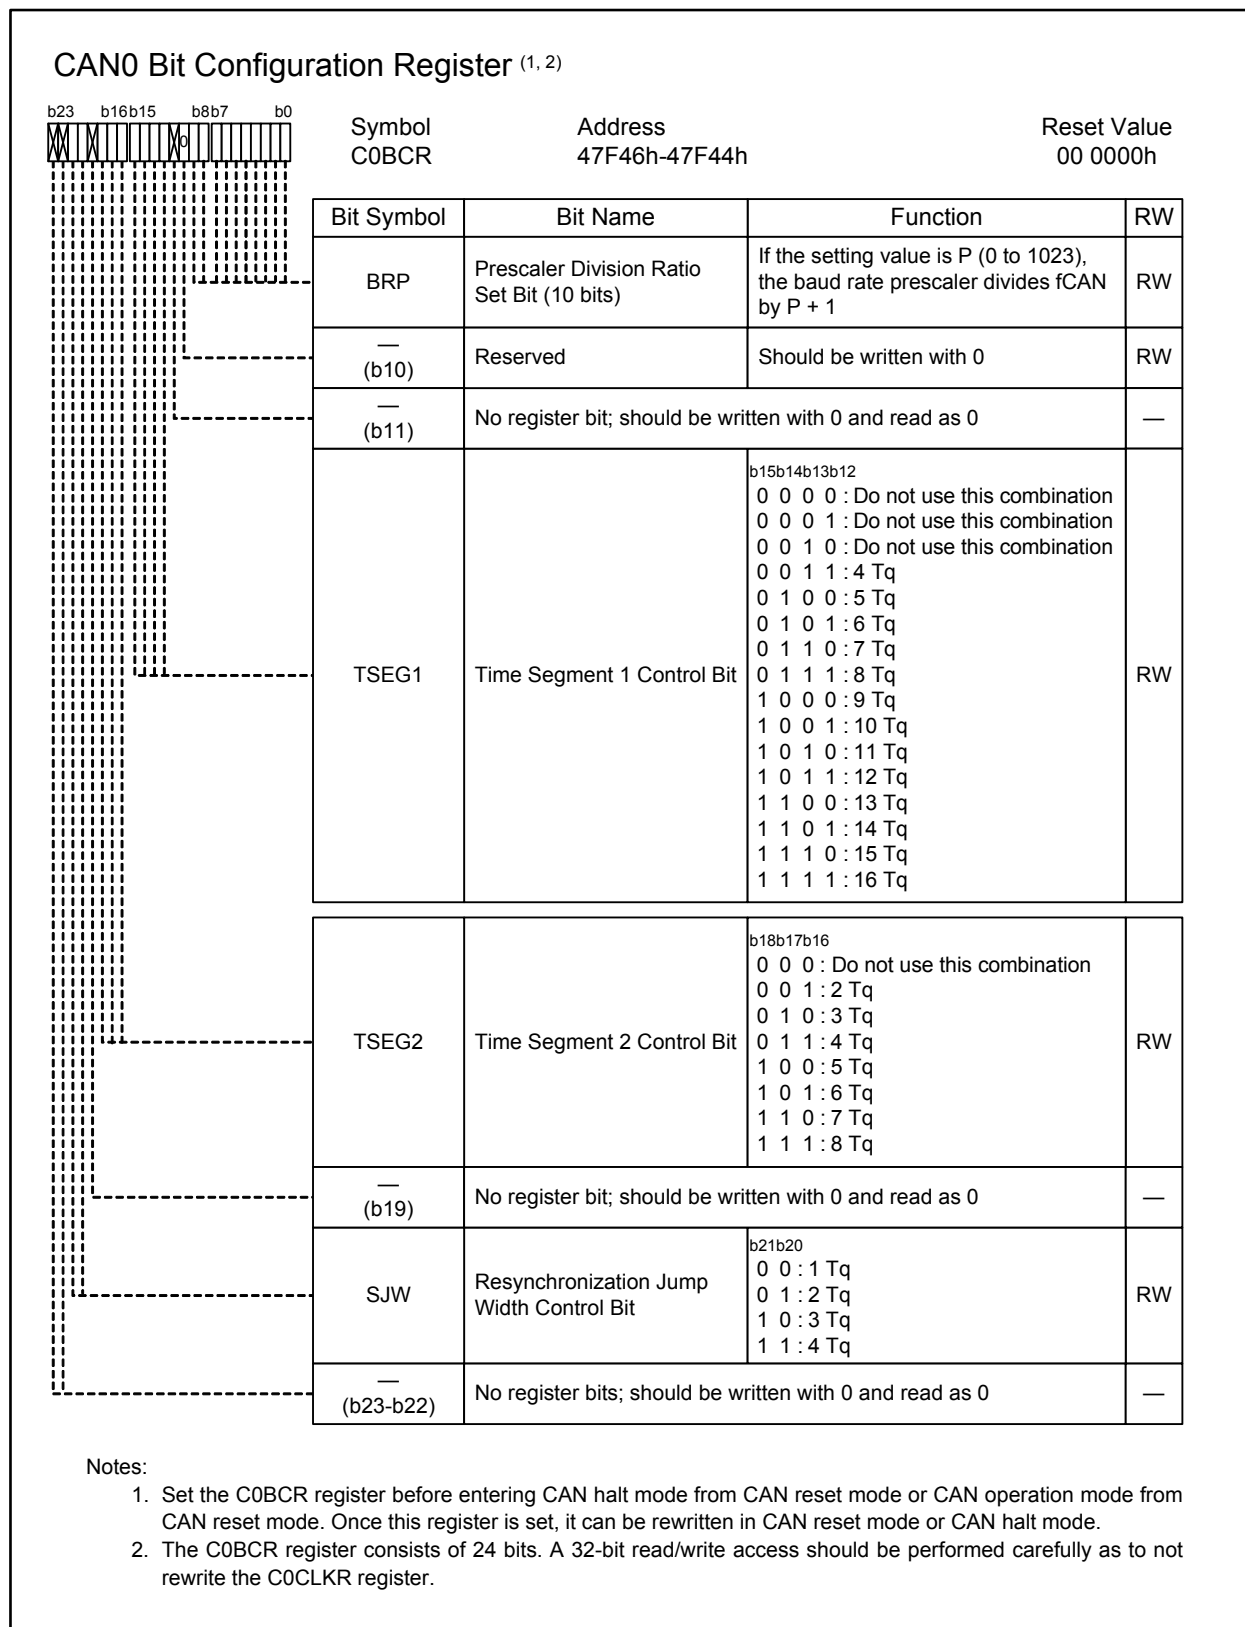 CAN0 Bit Configuration Register (1, 2)
b23 b16 b15 b8 b7 b0
0
Symbol Address Reset Value
C0BCR 47F46h-47F44h 00 0000h
Bit Symbol Bit Name Function RW
BRP
Prescaler Division Ratio
Set Bit (10 bits)
If the setting value is P (0 to 1023),
the baud rate prescaler divides fCAN
by P + 1
RW
—
(b10)
Reserved
Should be written with 0
RW
—
(b11)
No register bit; should be written with 0 and read as 0
—
TSEG1
Time Segment 1 Control Bit
b15b14b13b12
0 0 0 0 : Do not use this combination
0 0 0 1 : Do not use this combination
0 0 1 0 : Do not use this combination
0 0 1 1 : 4 Tq
0 1 0 0 : 5 Tq
0 1 0 1 : 6 Tq
0 1 1 0 : 7 Tq
0 1 1 1 : 8 Tq
1 0 0 0 : 9 Tq
1 0 0 1 : 10 Tq
1 0 1 0 : 11 Tq
1 0 1 1 : 12 Tq
1 1 0 0 : 13 Tq
1 1 0 1 : 14 Tq
1 1 1 0 : 15 Tq
1 1 1 1 : 16 Tq
RW
TSEG2
Time Segment 2 Control Bit
b18b17b16
0 0 0 : Do not use this combination
0 0 1 : 2 Tq
0 1 0 : 3 Tq
0 1 1 : 4 Tq
1 0 0 : 5 Tq
1 0 1 : 6 Tq
1 1 0 : 7 Tq
1 1 1 : 8 Tq
RW
—
(b19)
No register bit; should be written with 0 and read as 0
—
SJW
Resynchronization Jump
Width Control Bit
b21b20
0 0 : 1 Tq
0 1 : 2 Tq
1 0 : 3 Tq
1 1 : 4 Tq
RW
—
(b23-b22)
No register bits; should be written with 0 and read as 0
—
Notes:
1. Set the C0BCR register before entering CAN halt mode from CAN reset mode or CAN operation mode from
CAN reset mode. Once this register is set, it can be rewritten in CAN reset mode or CAN halt mode.
2. The C0BCR register consists of 24 bits. A 32-bit read/write access should be performed carefully as to not
rewrite the C0CLKR register.